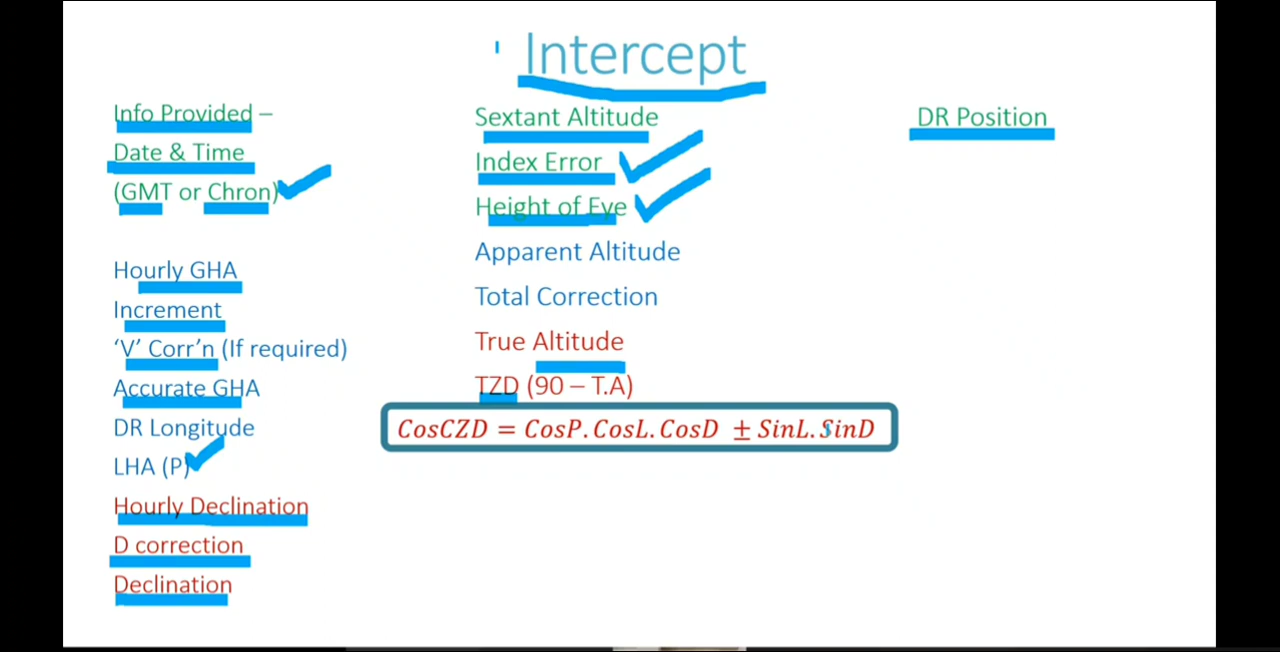 Intercept
Info Provided –
Date & Time
(GMT or Chron)
Hourly GHA
Increment
‘V’ Corr’n (If required)
Accurate GHA
DR Longitude
LHA (P)
Hourly Declination
D correction
Declination
Sextant Altitude
Index Error
Height of Eye
Apparent Altitude
Total Correction
True Altitude
TZD (90 – T.A)
CosCZD = CosP. CosL. CosD ± SinL. SinD
DR Position